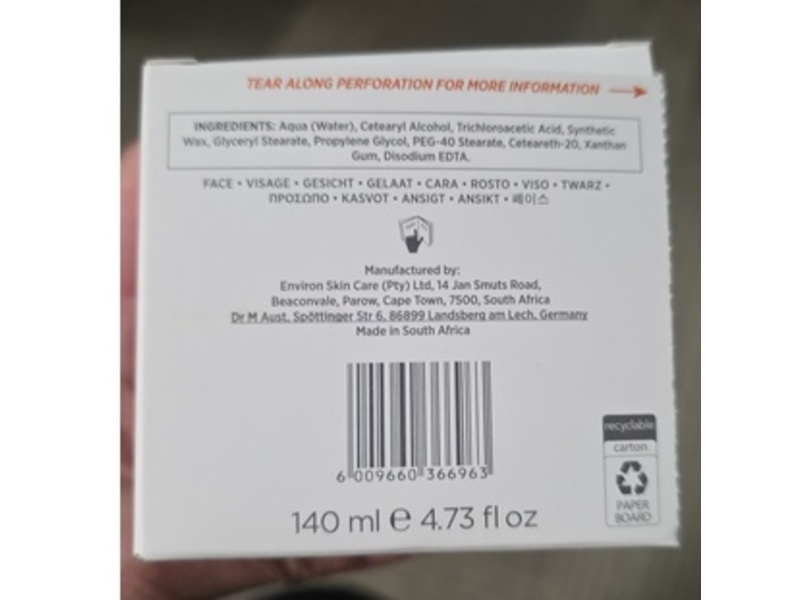 TEAR ALONG PERFORATION FOR MORE INFORMATION
INGREDIENTS: Aqua (Water), Cetearyl Alcohol, Trichloroacetic Acid, Synthetic
Wax, Glyceryl Stearate, Propylene Glycol, PEG-40 Stearate, Ceteareth-20, Xanthan
Gum, Disodium EDTA.
FACE • VISAGE • GESICHT • GELAAT • CARA • ROSTO • VISO • TWARZ •
ΠΡΟΣΩΠΟ • KASVOT • ANSIGT • ANSIKT • 페이스
Manufactured by:
Environ Skin Care (Pty) Ltd, 14 Jan Smuts Road,
Beaconvale, Parow, Cape Town, 7500, South Africa
Dr M Aust, Spöttinger Str 6, 86899 Landsberg am Lech, Germany
Made in South Africa
6 009660 366963
140 ml e 4.73 fl oz
recyclable
carton
PAPER
BOARD